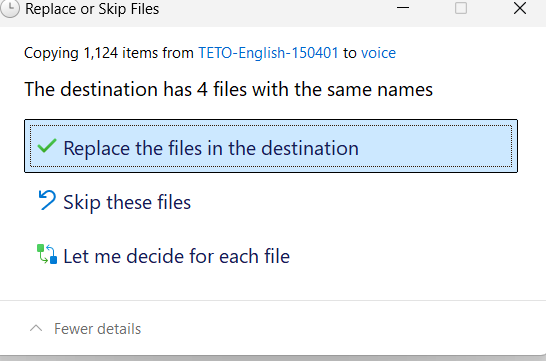 Replace or Skip Files
Copying 1,124 items from TETO-English-150401 to voice
The destination has 4 files with the same names
Replace the files in the destination
Skip these files
Let me decide for each file
Fewer details